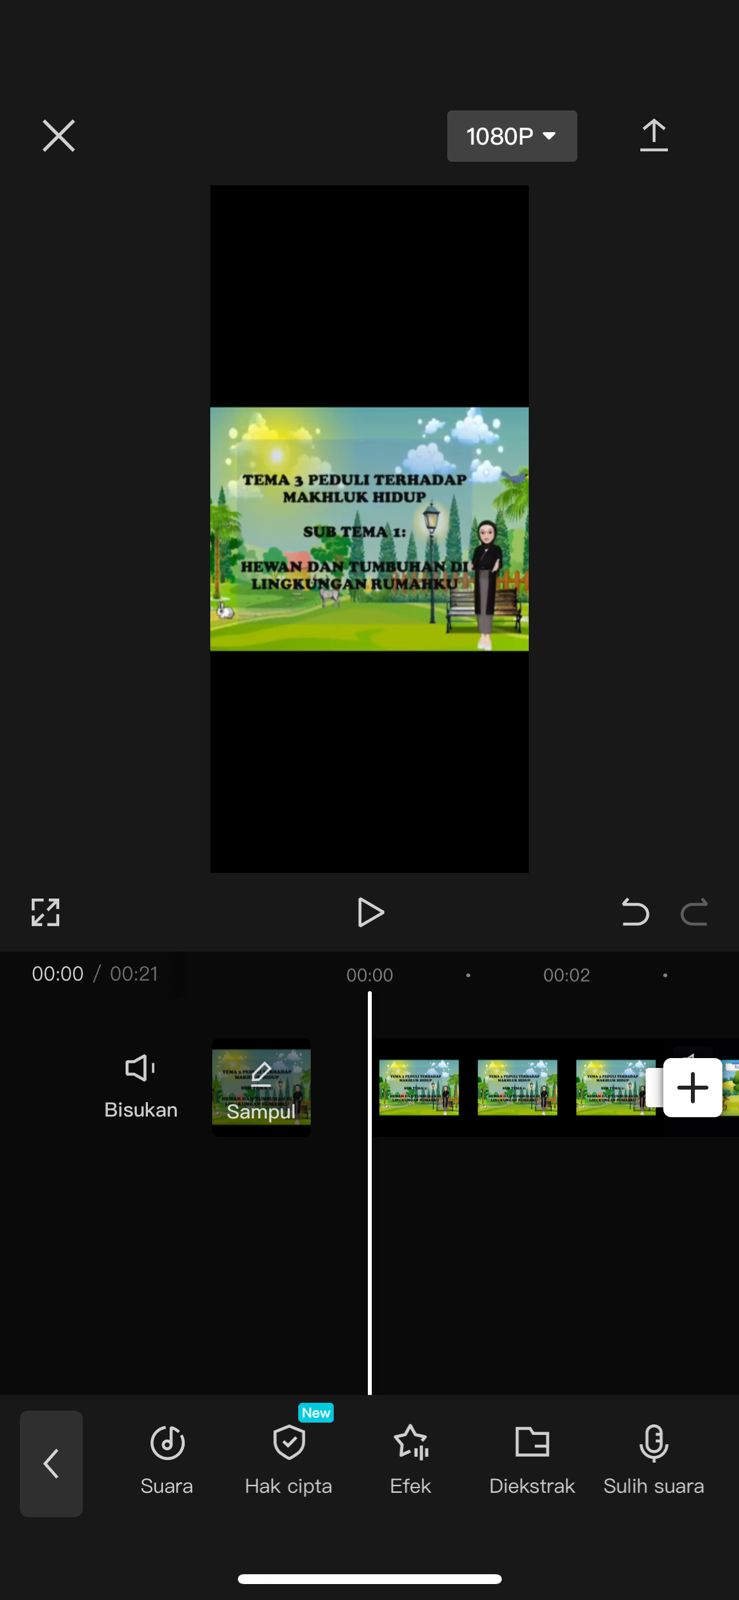 1080P
TEMA 3 PEDULI TERHADAP
MAKHLUK HIDUP
SUB TEMA 1:
HEWAN DAN TUMBUHAN DI
LINGKUNGAN RUMAHKU
00:00 / 00:21
00:00
00:02
Bisukan
Sampul
New
Suara
Hak cipta
Efek
Diekstrak
Sulih suara